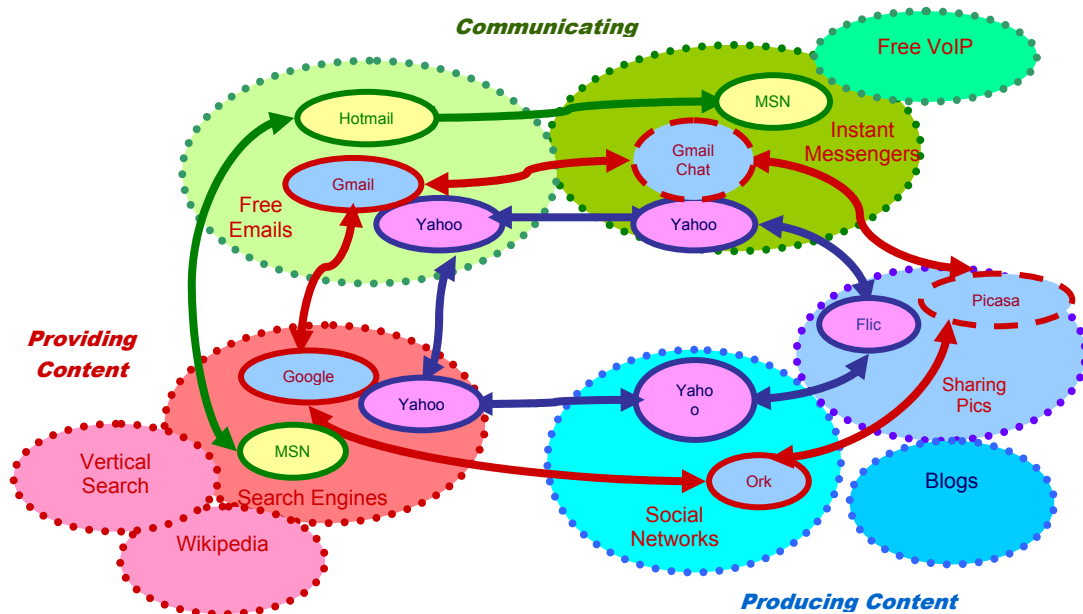 Communicating
Free VoIP
Hotmail
MSN
Instant
Messengers
Gmail
Chat
Gmail
Free
Emails
Yahoo
Yahoo
Picasa
Flic
Providing
Content
Google
Yahoo
Yaho
o
Sharing
Pics
MSN
Search Engines
Vertical
Search
Ork
Social
Networks
Blogs
Wikipedia
Producing Content